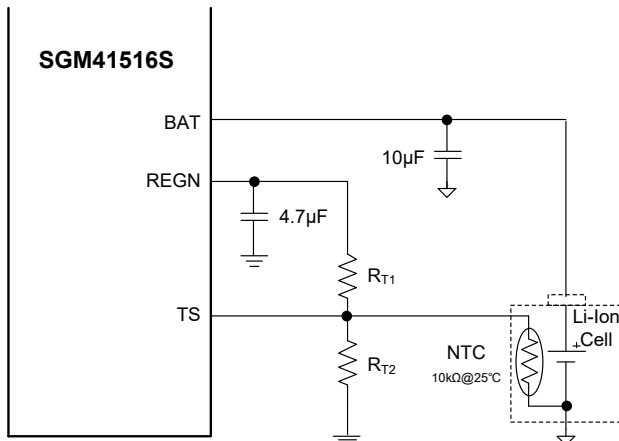 SGM41516S
BAT
10µF
REGN
4.7µF
RT1
TS
Li-Ion
+ Cell
NTC
10kΩ@25℃
RT2